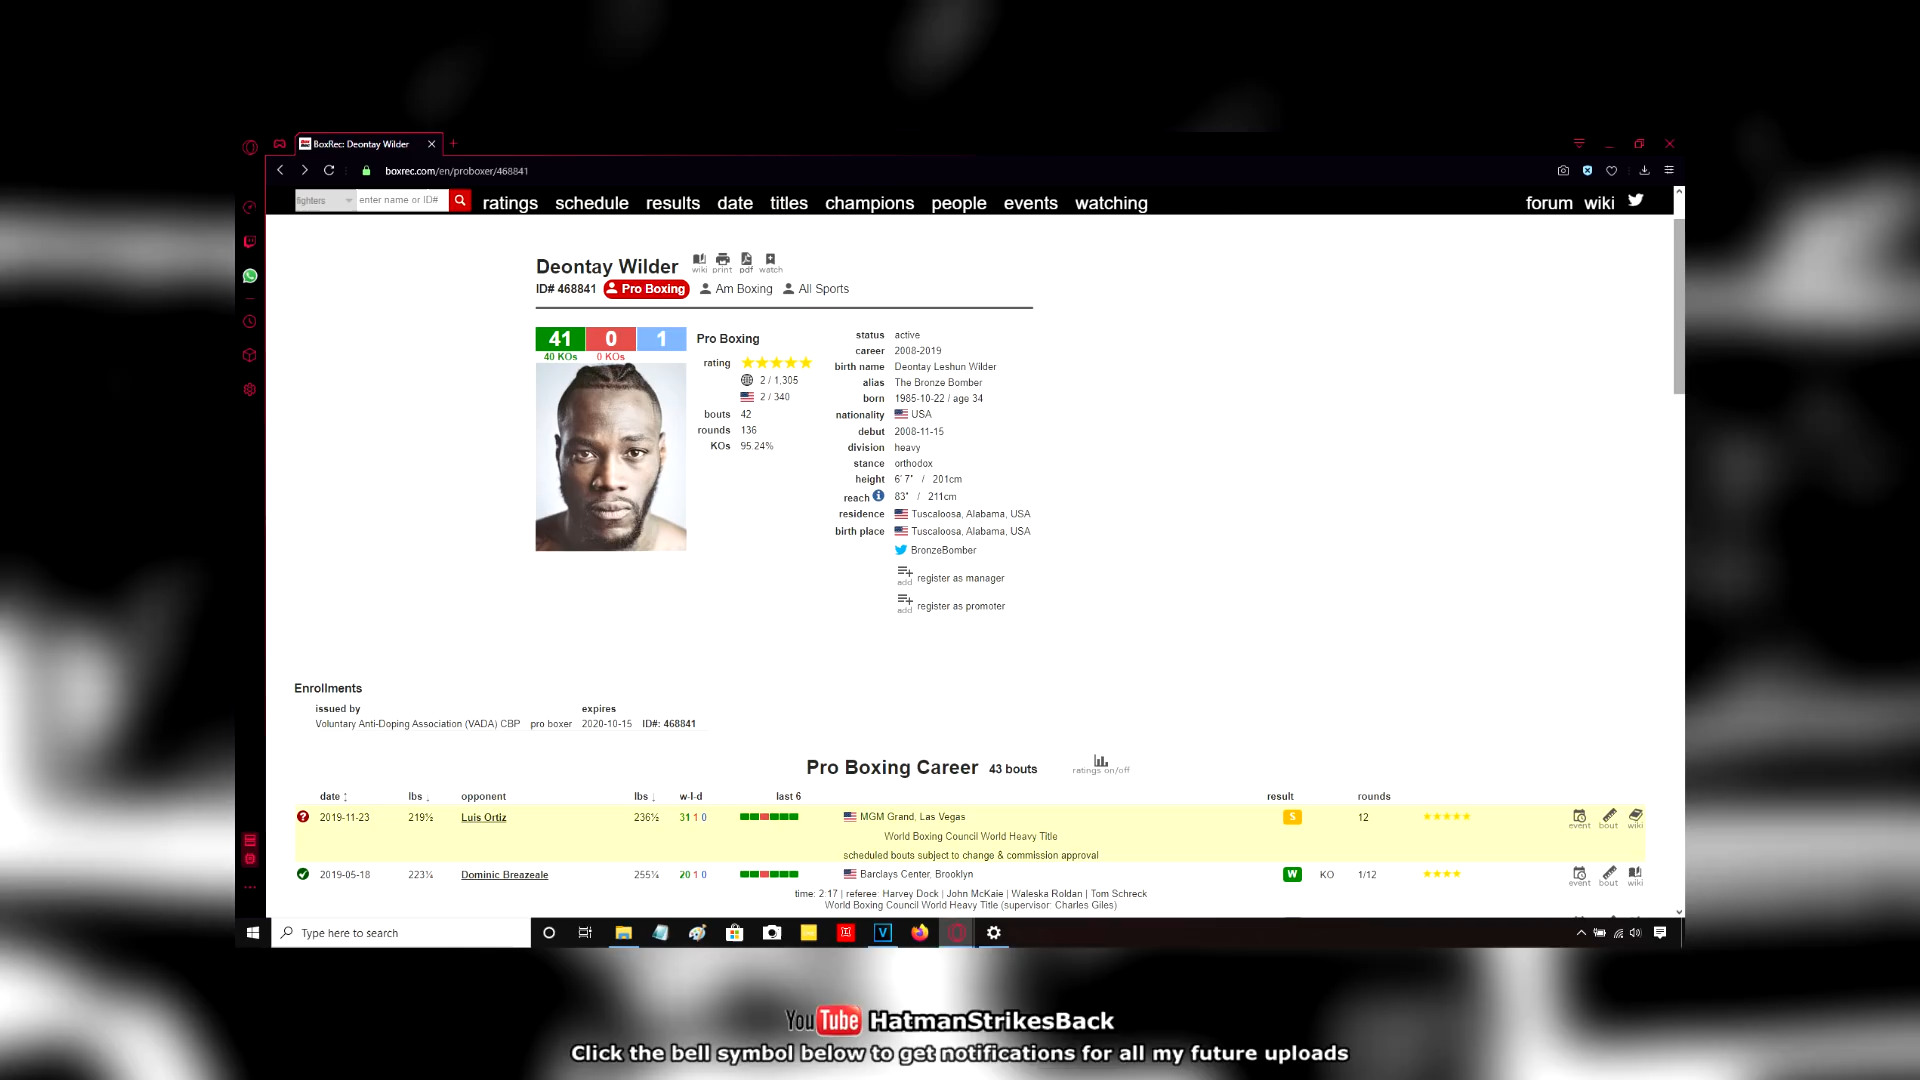 BoxRec: Deontay Wilder
boxrec.com/en/proboxer/468841
fighters enter name or ID# ratings schedule results date titles champions people events watching forum wiki
Deontay Wilder wiki print pdf watch
ID# 468841 Pro Boxing Am Boxing All Sports
41 0 1
40 KOs 0 KOs
Pro Boxing
rating
2 / 1,305
2 / 340
bouts 42
rounds 136
KOs 95.24%
status active
career 2008-2019
birth name Deontay Leshun Wilder
alias The Bronze Bomber
born 1985-10-22 / age 34
nationality USA
debut 2008-11-15
division heavy
stance orthodox
height 6′ 7″ / 201cm
reach 83″ / 211cm
residence Tuscaloosa, Alabama, USA
birth place Tuscaloosa, Alabama, USA
BronzeBomber
add register as manager
add register as promoter
Enrollments
issued by expires
Voluntary Anti-Doping Association (VADA) CBP pro boxer 2020-10-15 ID#: 468841
Pro Boxing Career 43 bouts ratings on/off
date lbs opponent lbs w-l-d last 6 result rounds
2019-11-23 219½ Luis Ortiz 236½ 31 1 0 MGM Grand, Las Vegas S 12 event bout wiki
World Boxing Council World Heavy Title
scheduled bouts subject to change & commission approval
2019-05-18 223¼ Dominic Breazeale 255¼ 20 1 0 Barclays Center, Brooklyn W KO 1/12 event bout wiki
time: 2:17 | referee: Harvey Dock | John McKaie | Waleska Roldan | Tom Schreck
World Boxing Council World Heavy Title (supervisor: Charles Giles)
Type here to search
YouTube HatmanStrikesBack
Click the bell symbol below to get notifications for all my future uploads